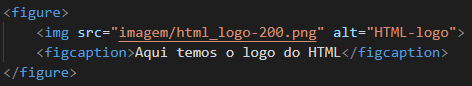 <figure>
    <img src="imagem/html_logo-200.png" alt="HTML-logo">
    <figcaption>Aqui temos o logo do HTML</figcaption>
</figure>